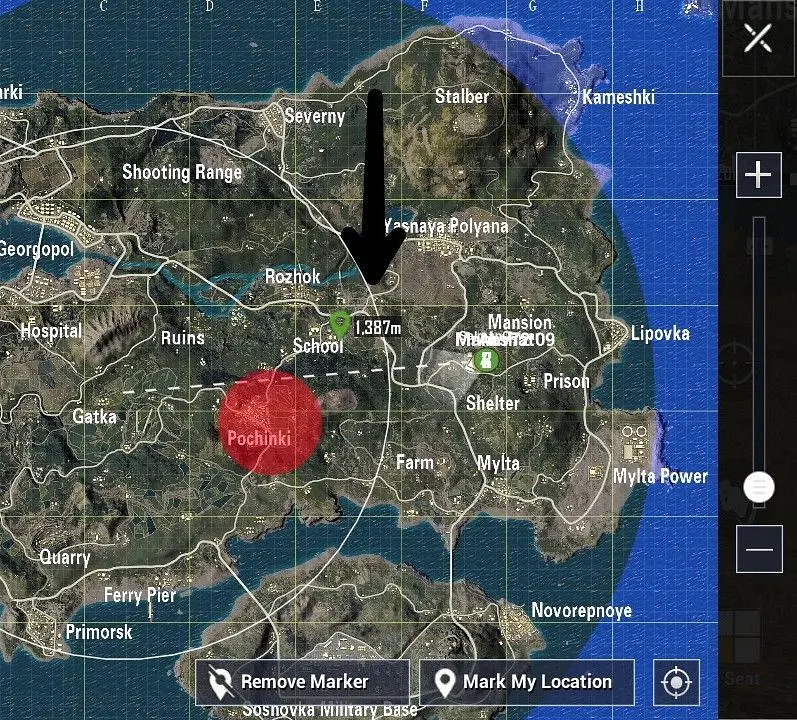 C D E F G H
Stalber
Kameshki
Severny
Shooting Range
Yasnaya Polyana
Georgopol
Rozhok
1,387m
Mansion
Hospital
Ruins
School
Lipovka
Prison
Shelter
Gatka
Pochinki
Farm
Mylta
Mylta Power
Quarry
Ferry Pier
Novorepnoye
Primorsk
Remove Marker
Mark My Location
Seat
Sosnovka Military Base